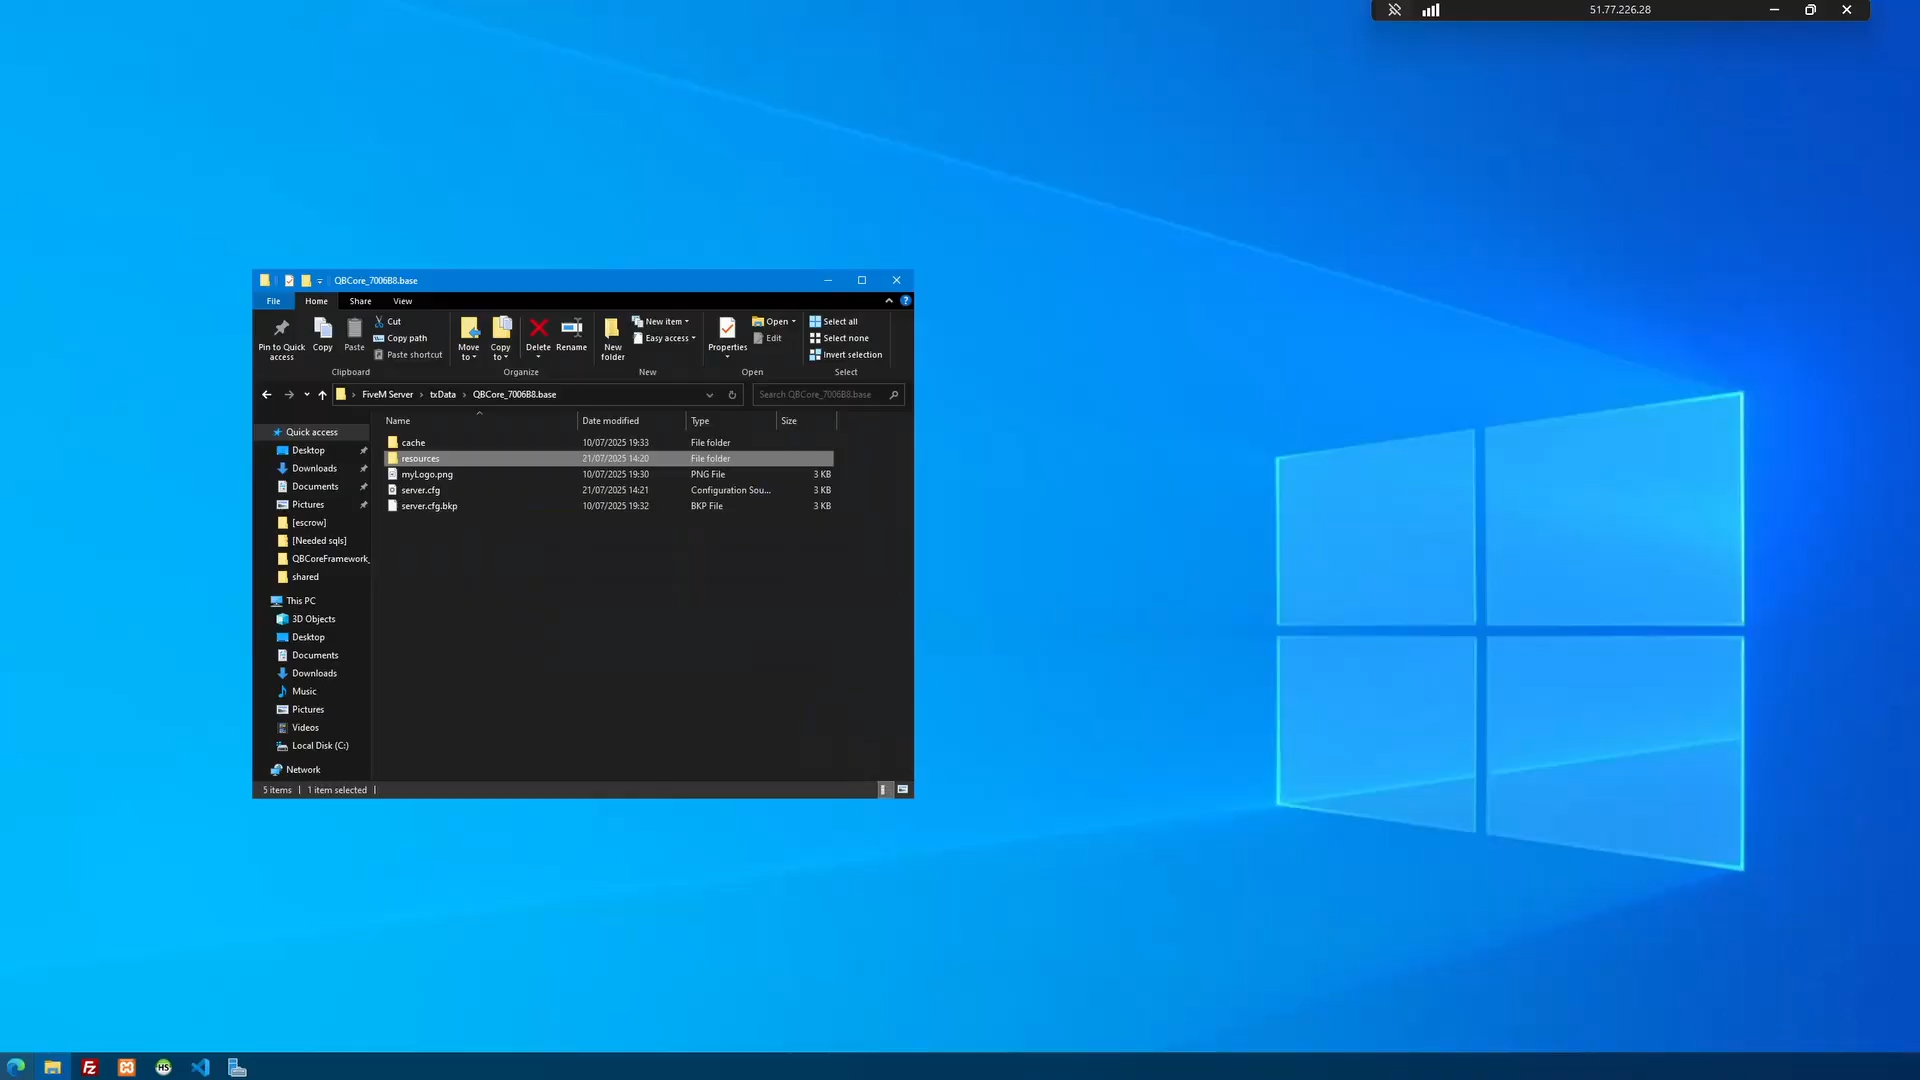 51.77.226.28
QBCore_7006B8.base
File Home Share View
Pin to Quick access
Copy
Paste
Cut
Copy path
Paste shortcut
Clipboard
Move to
Copy to
Delete
Rename
Organize
New folder
New item
Easy access
New
Properties
Open
Edit
Open
Select all
Select none
Invert selection
Select
FiveM Server › txData › QBCore_7006B8.base
Search QBCore_7006B8.base
Name Date modified Type Size
cache 10/07/2025 19:33 File folder
resources 21/07/2025 14:20 File folder
myLogo.png 10/07/2025 19:30 PNG File 3 KB
server.cfg 21/07/2025 14:21 Configuration Sou... 3 KB
server.cfg.bkp 10/07/2025 19:32 BKP File 3 KB
Quick access
Desktop
Downloads
Documents
Pictures
[escrow]
[Needed sqls]
QBCoreFramework_
shared
This PC
3D Objects
Desktop
Documents
Downloads
Music
Pictures
Videos
Local Disk (C:)
Network
5 items | 1 item selected |
FZ
HS